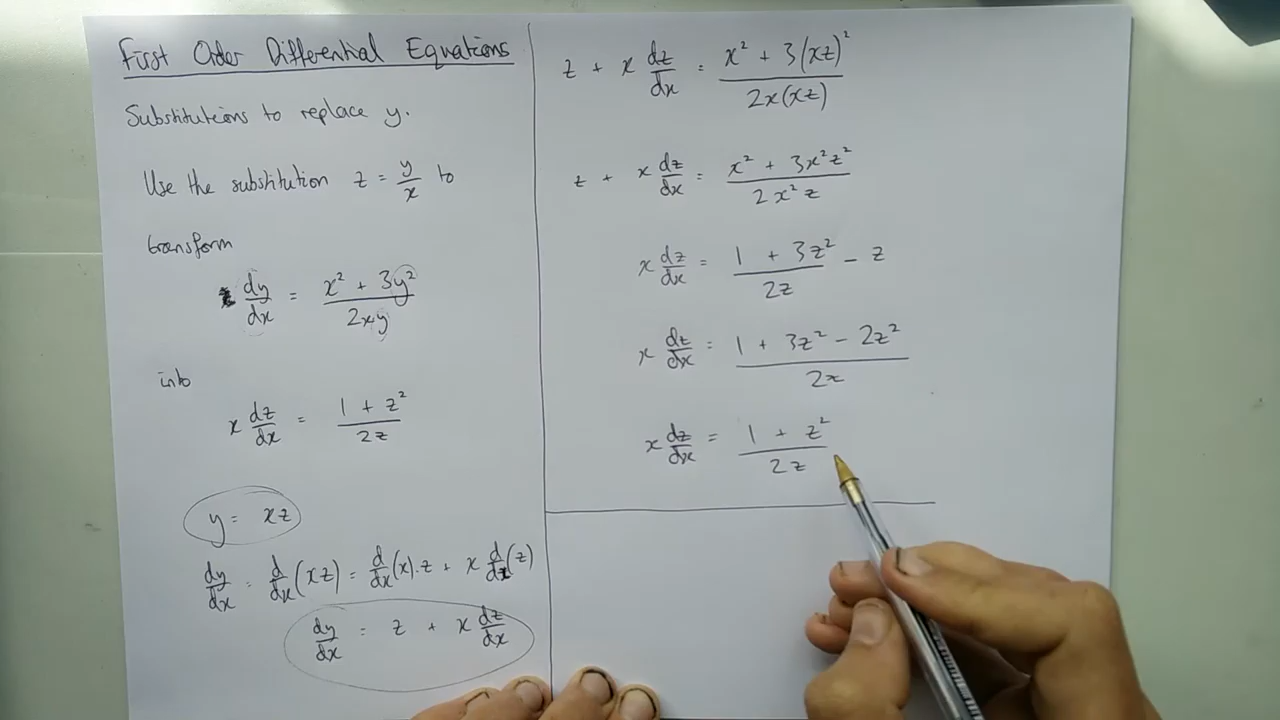 First Order Differential Equations
Substitutions to replace y.
Use the substitution z = y/x to
transform
dy/dx = (x² + 3y²)/(2xy)
into
x dz/dx = (1 + z²)/(2z)
y = xz
dy/dx = d/dx(xz) = d/dx(x).z + x d/dx(z)
dy/dx = z + x dz/dx
z + x dz/dx = (x² + 3(xz)²)/(2x(xz))
z + x dz/dx = (x² + 3x²z²)/(2x²z)
x dz/dx = (1 + 3z²)/(2z) - z
x dz/dx = (1 + 3z² - 2z²)/(2x)
x dz/dx = (1 + z²)/(2z)